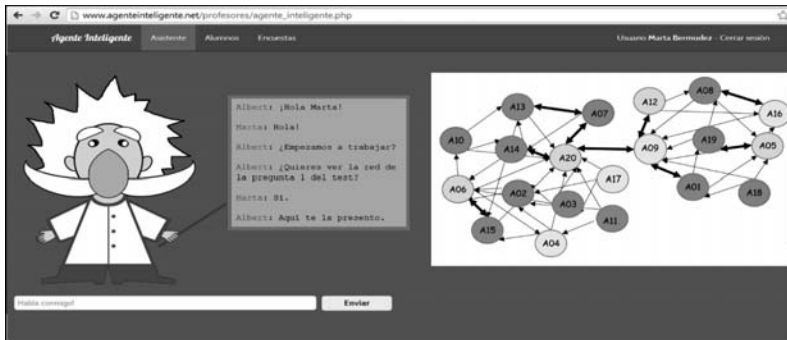 www.agenteinteligente.net/profesores/agente_inteligente.php
Agente Inteligente Asistente Alumnos Encuestas Usuario Marta Bermudez - Cerrar sesión
Albert: ¡Hola Marta!
Marta: Hola!
Albert: ¿Empezamos a trabajar?
Albert: ¿Quieres ver la red de
la pregunta 1 del test?
Marta: Si.
Albert: Aquí te la presento.
A13
A07
A10
A14
A20
A06
A02
A17
A03
A15
A11
A04
A12
A08
A16
A09
A19
A05
A01
A18
Habla conmigo!
Enviar